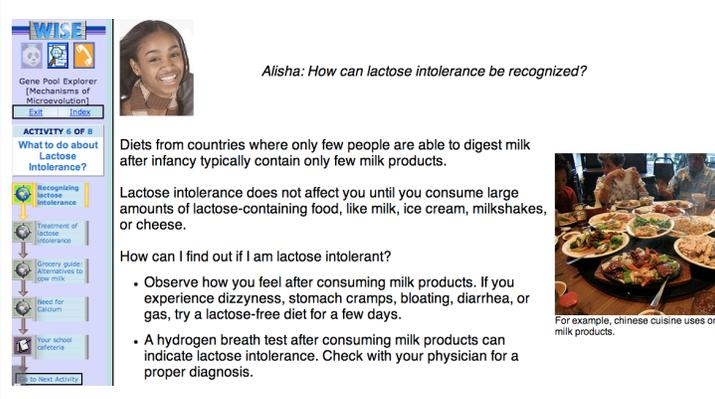 WISE
Gene Pool Explorer
[Mechanisms of
Microevolution]
Exit Index
ACTIVITY 6 OF 8
What to do about
Lactose
Intolerance?
Recognizing
lactose
intolerance
Treatment of
lactose
intolerance
Grocery guide:
Alternatives to
cow milk
Need for
Calcium
Your school
cafeteria
Go to Next Activity
Alisha: How can lactose intolerance be recognized?
Diets from countries where only few people are able to digest milk
after infancy typically contain only few milk products.
Lactose intolerance does not affect you until you consume large
amounts of lactose-containing food, like milk, ice cream, milkshakes,
or cheese.
How can I find out if I am lactose intolerant?
• Observe how you feel after consuming milk products. If you
experience dizzyness, stomach cramps, bloating, diarrhea, or
gas, try a lactose-free diet for a few days.
• A hydrogen breath test after consuming milk products can
indicate lactose intolerance. Check with your physician for a
proper diagnosis.
For example, chinese cuisine uses
milk products.